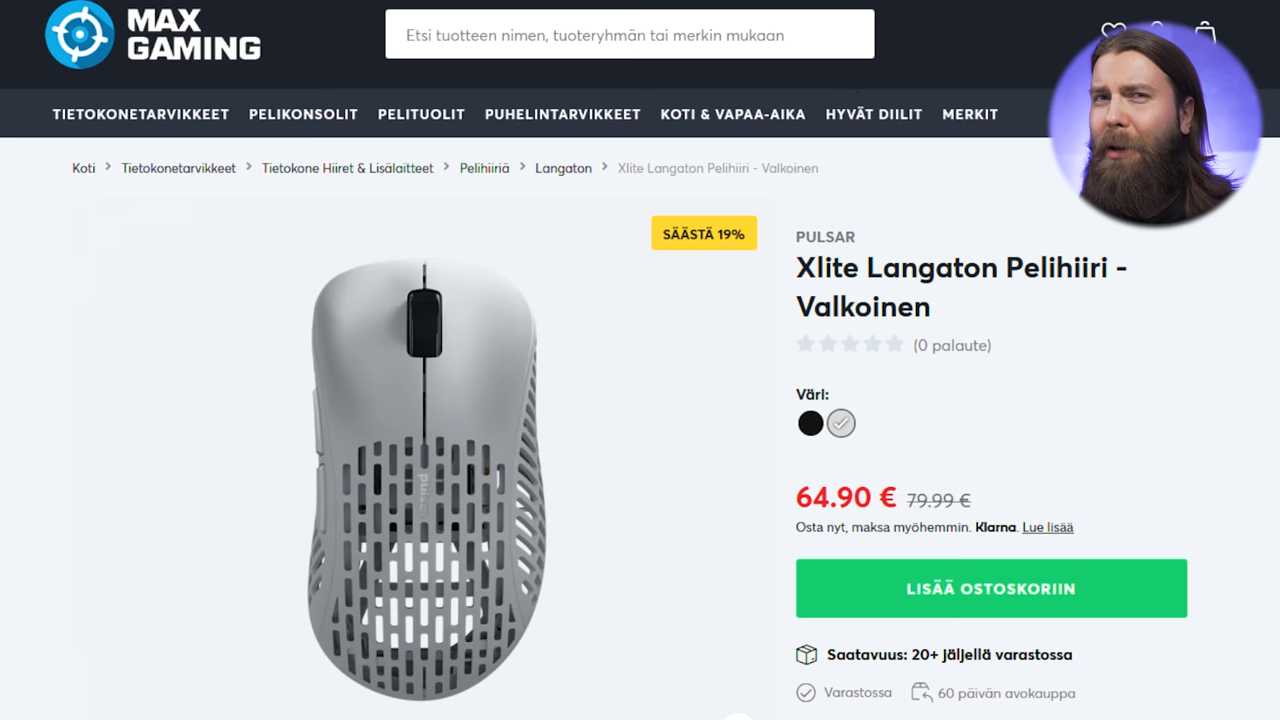 MAX
GAMING
Etsi tuotteen nimen, tuoteryhmän tai merkin mukaan
TIETOKONETARVIKKEET PELIKONSOLIT PELITUOLIT PUHELINTARVIKKEET KOTI & VAPAA-AIKA HYVÄT DIILIT MERKIT
Koti > Tietokonetarvikkeet > Tietokone Hiiret & Lisälaitteet > Pelihiiriä > Langaton > Xlite Langaton Pelihiiri - Valkoinen
SÄÄSTÄ 19%
pulsar
PULSAR
Xlite Langaton Pelihiiri -
Valkoinen
(0 palaute)
Väri:
64.90 € 79.99 €
Osta nyt, maksa myöhemmin. Klarna. Lue lisää
LISÄÄ OSTOSKORIIN
Saatavuus: 20+ jäljellä varastossa
Varastossa 60 päivän avokauppa